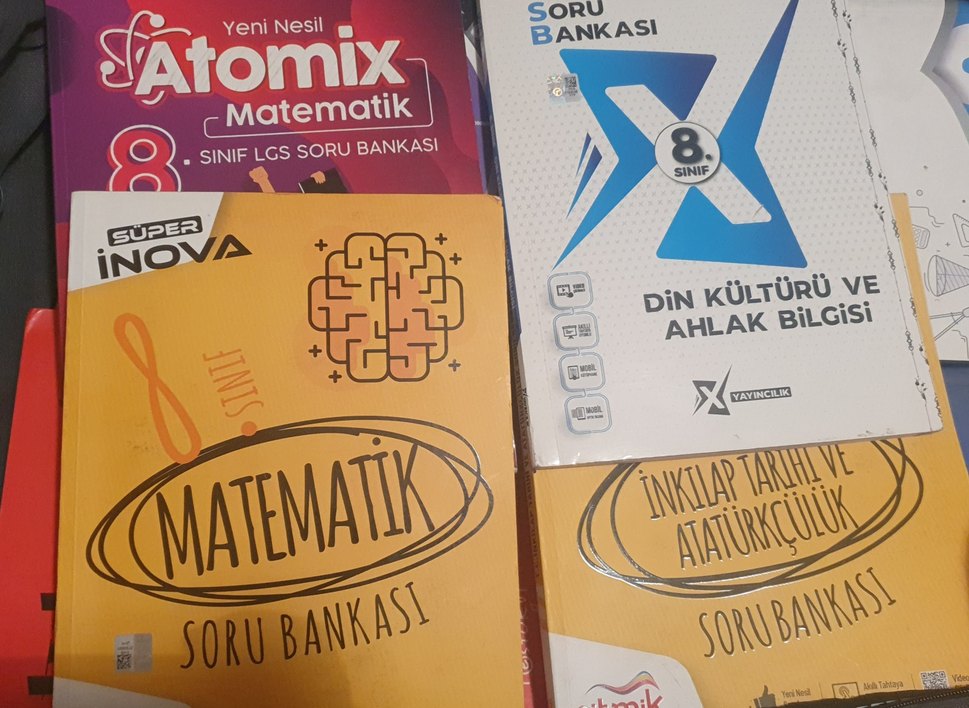 Yeni Nesil
Atomix
Matematik
8. SINIF LGS SORU BANKASI
SORU
BANKASI
8.
SINIF
DİN KÜLTÜRÜ VE
AHLAK BİLGİSİ
X YAYINCILIK
SÜPER
İNOVA
8. SINIF
MATEMATİK
SORU BANKASI
İNKILAP TARİHİ VE
ATATÜRKÇÜLÜK
SORU BANKASI
Yeni Nesil
Akıllı Tahtaya
Video